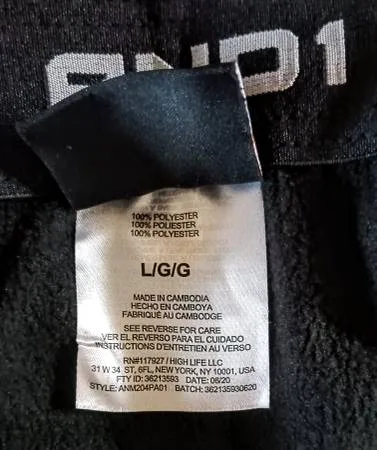 AND1
100% POLYESTER
100% POLIESTER
100% POLYESTER
L/G/G
MADE IN CAMBODIA
HECHO EN CAMBOYA
FABRIQUÉ AU CAMBODGE
SEE REVERSE FOR CARE
VER EL REVERSO PARA EL CUIDADO
INSTRUCTIONS D'ENTRETIEN AU VERSO
RN#117927 / HIGH LIFE LLC
31 W 34 ST, 6FL, NEW YORK, NY 10001, USA
FTY ID: 36213593 DATE: 06/20
STYLE: ANM204PA01 BATCH: 362135930620